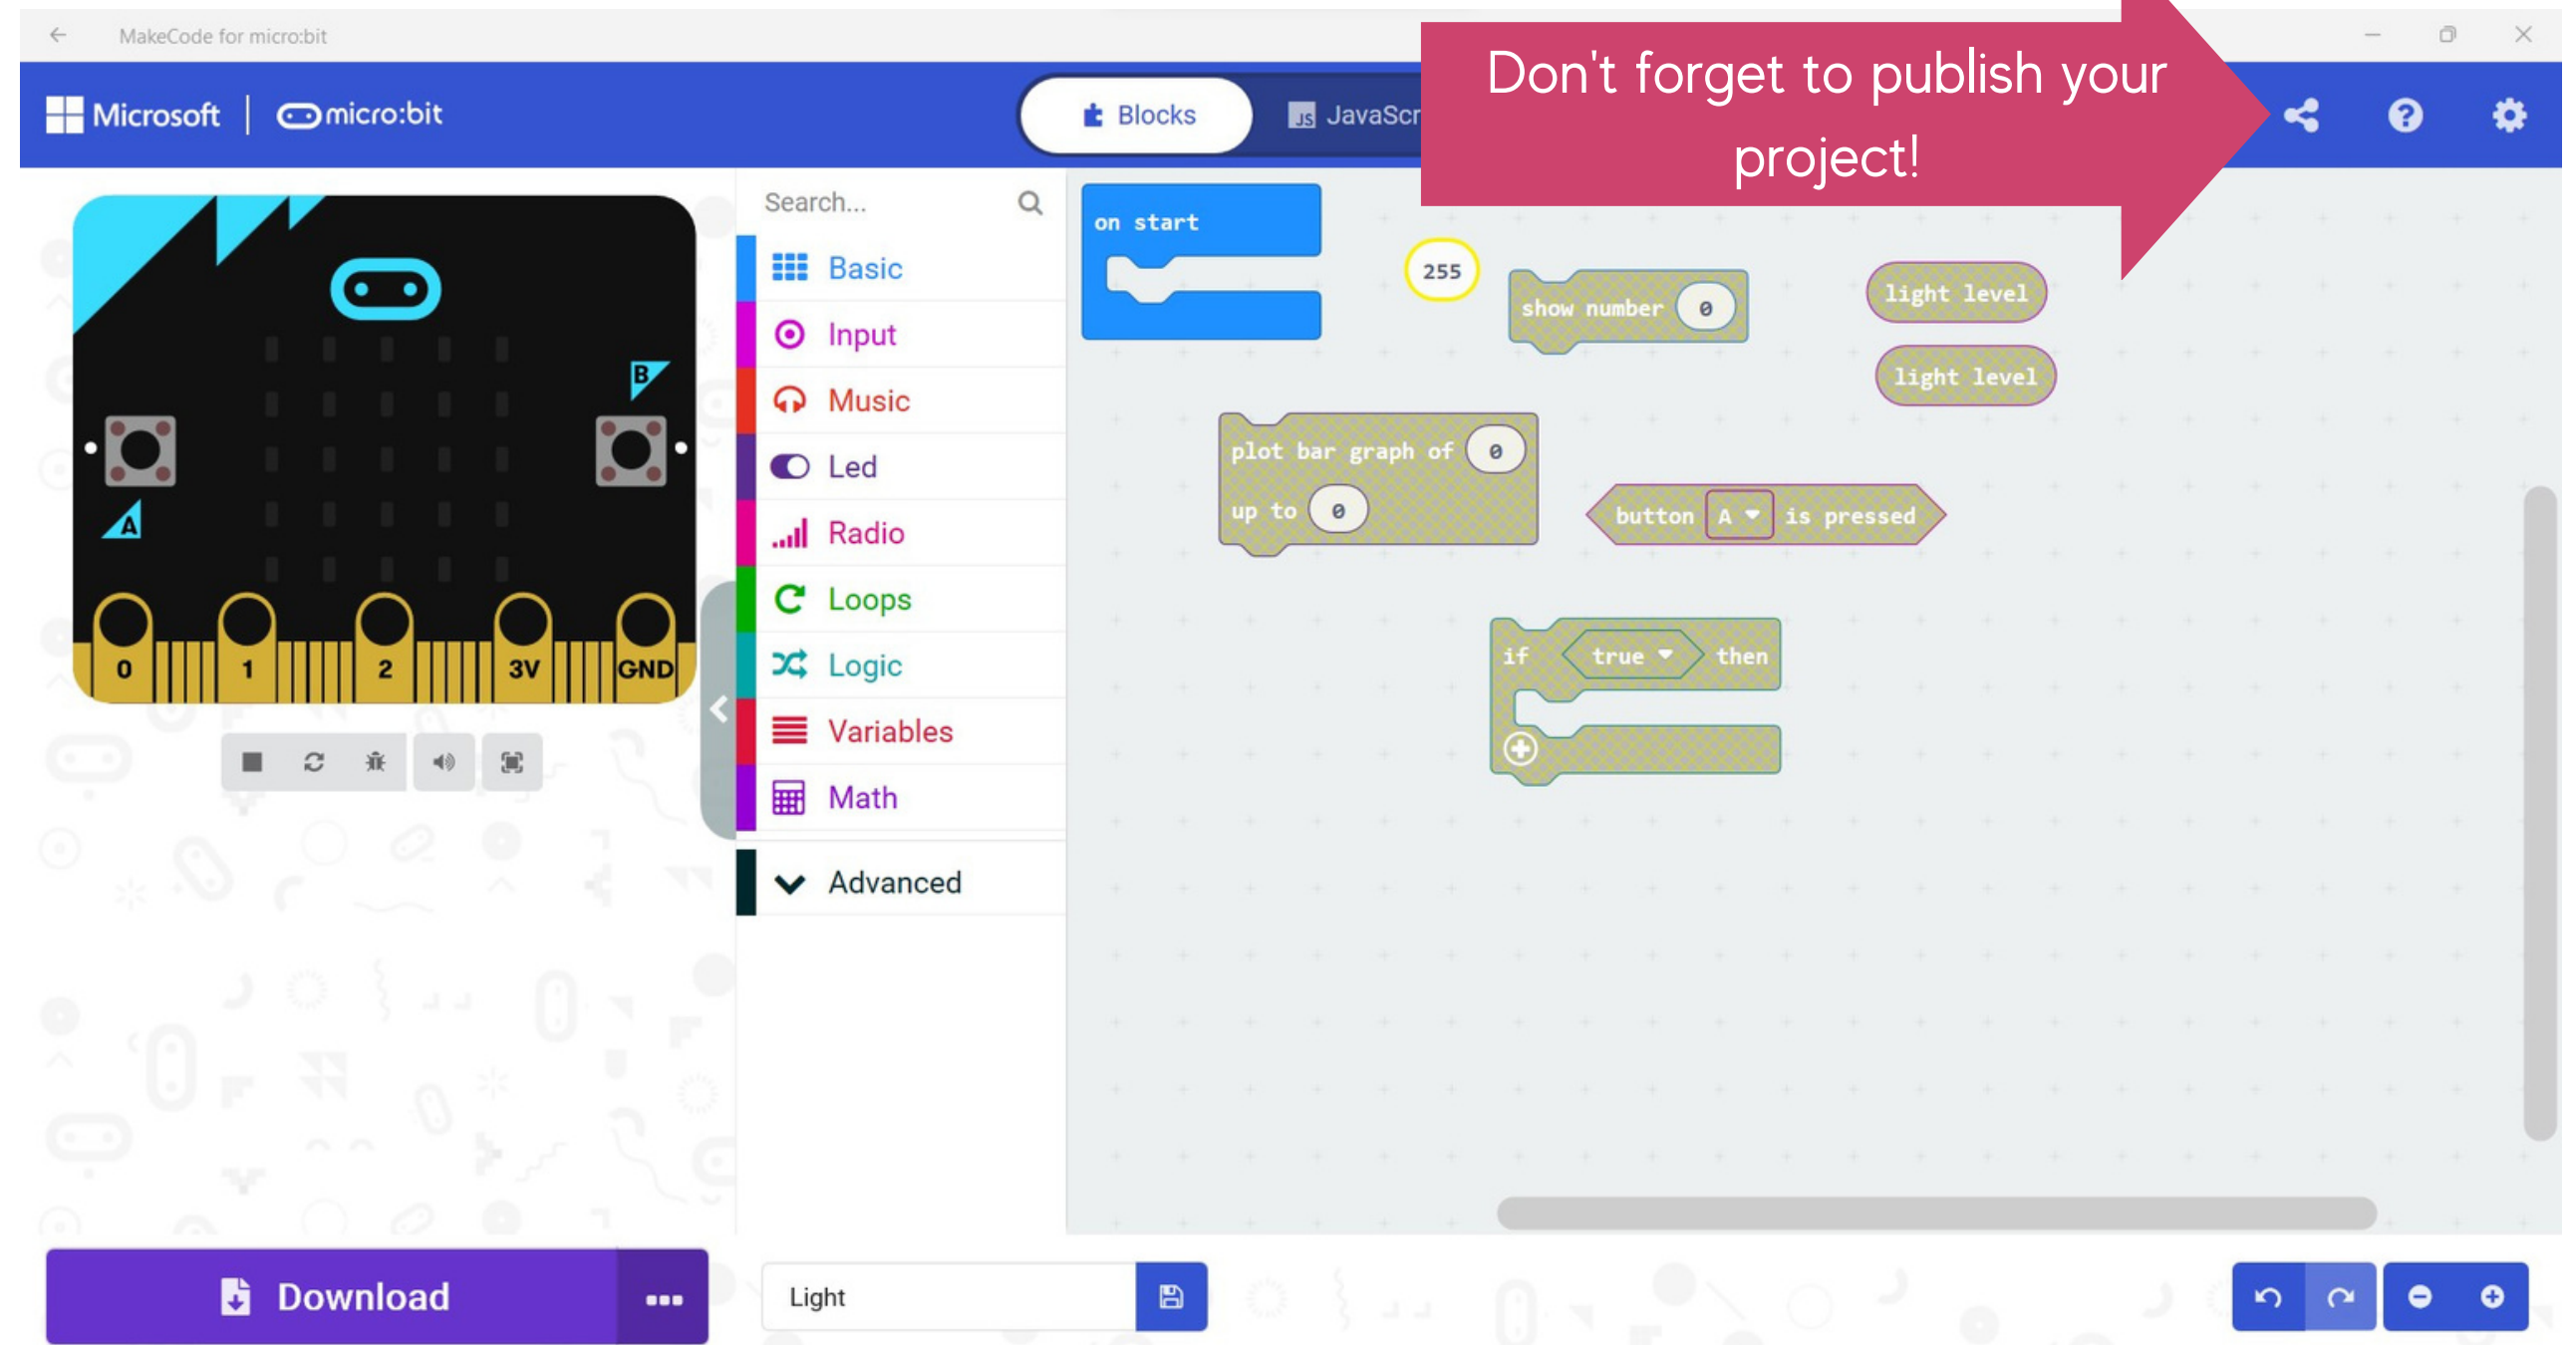 MakeCode for micro:bit
Don't forget to publish your
project!
Microsoft
micro:bit
Blocks
JS JavaScr
Search...
Basic
Input
Music
Led
Radio
Loops
Logic
Variables
Math
Advanced
B
A
0 1 2 3V GND
on start
255
show number 0
light level
light level
plot bar graph of 0
up to 0
button A is pressed
if true then
Download
Light